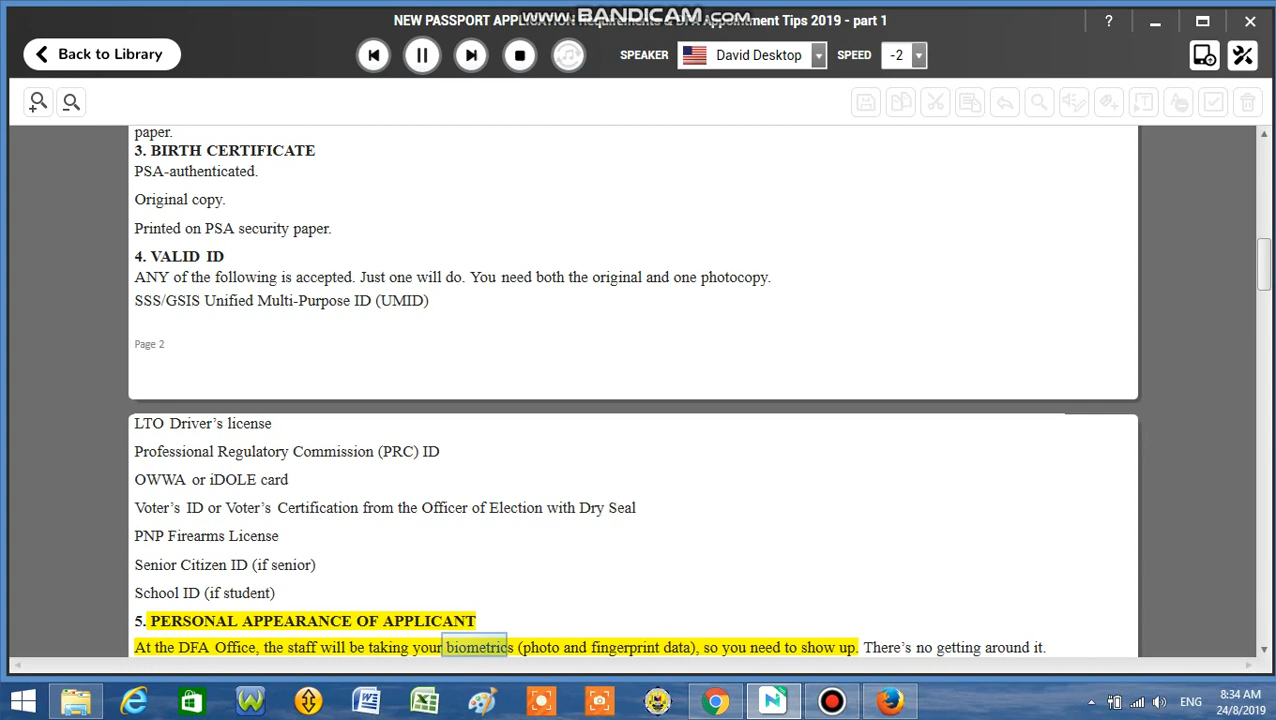 NEW PASSPORT APPLICATION Requirements & DFA Appointment Tips 2019 - part 1
www.BANDICAM.com
Back to Library
SPEAKER
David Desktop
SPEED
-2
paper.
3. BIRTH CERTIFICATE
PSA-authenticated.
Original copy.
Printed on PSA security paper.
4. VALID ID
ANY of the following is accepted. Just one will do. You need both the original and one photocopy.
SSS/GSIS Unified Multi-Purpose ID (UMID)
Page 2
LTO Driver’s license
Professional Regulatory Commission (PRC) ID
OWWA or iDOLE card
Voter’s ID or Voter’s Certification from the Officer of Election with Dry Seal
PNP Firearms License
Senior Citizen ID (if senior)
School ID (if student)
5. PERSONAL APPEARANCE OF APPLICANT
At the DFA Office, the staff will be taking your biometrics (photo and fingerprint data), so you need to show up. There’s no getting around it.
ENG
8:34 AM
24/8/2019